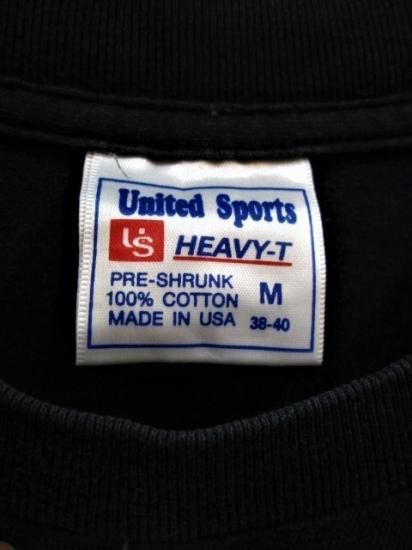 United Sports
US HEAVY-T
PRE-SHRUNK
100% COTTON M
MADE IN USA 38-40